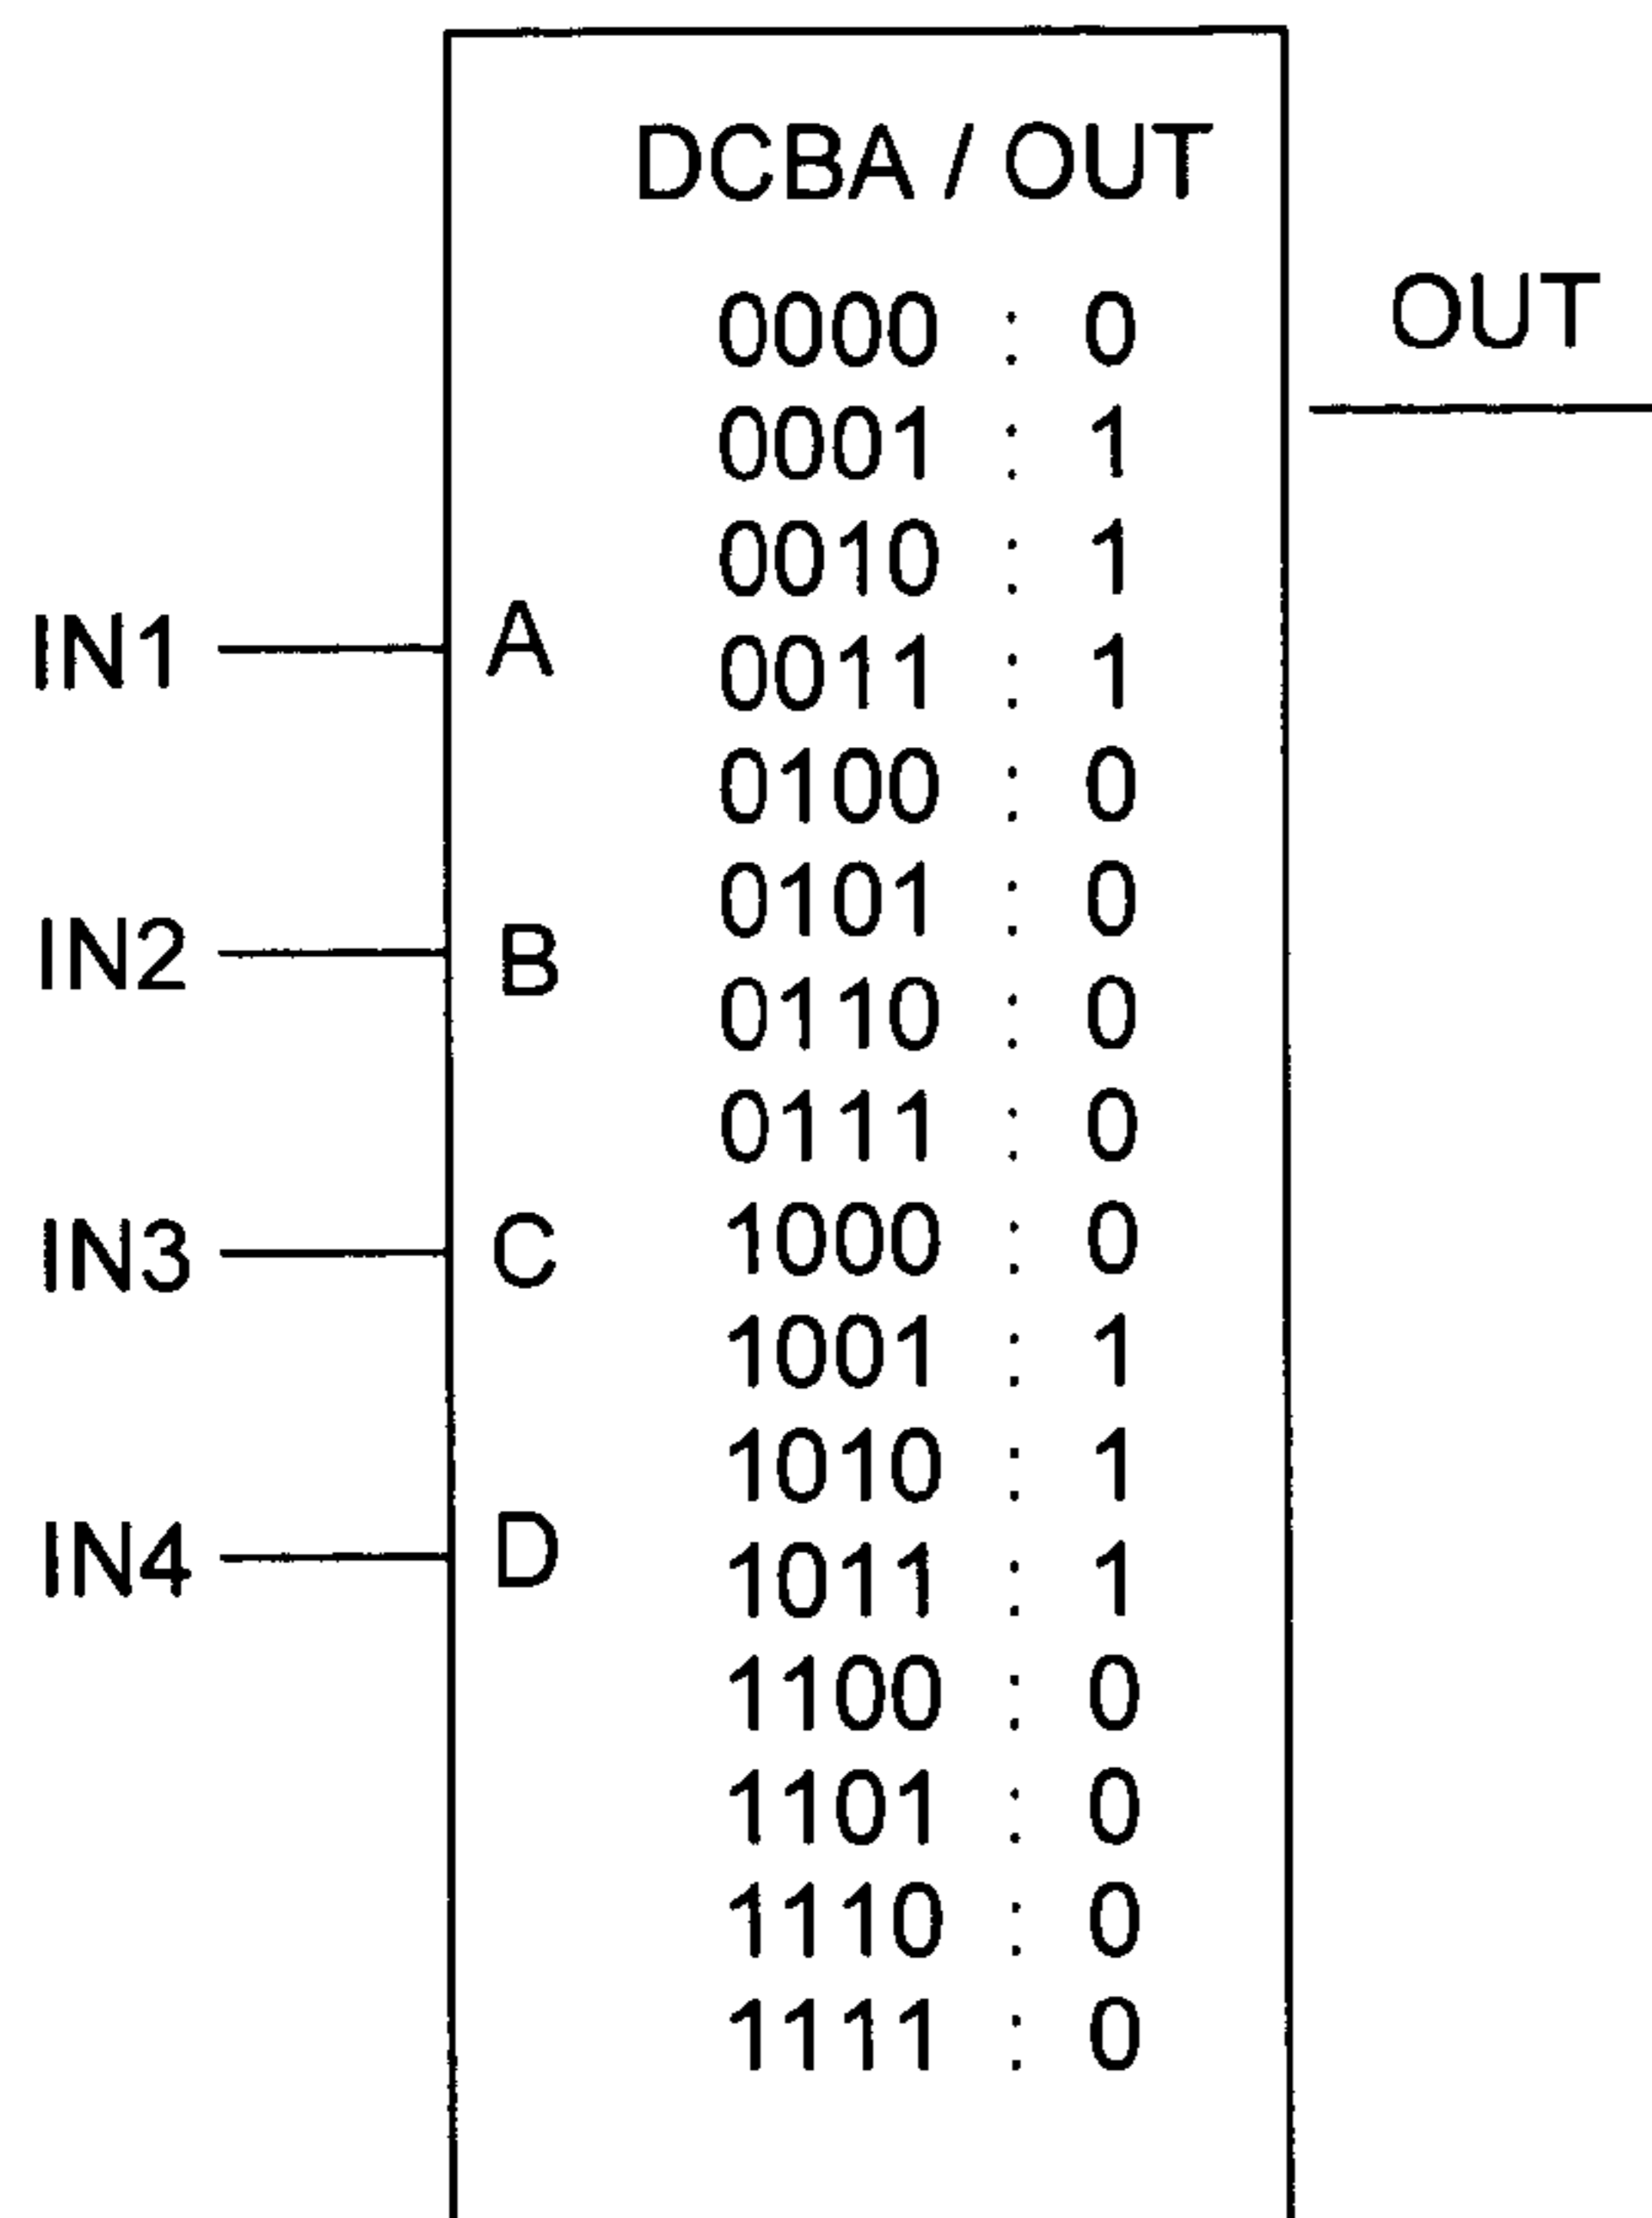 DCBA / OUT
0000 : 0
OUT
0001 : 1
0010 : 1
IN1 A
0011 : 1
0100 : 0
0101 : 0
IN2 B
0110 : 0
0111 : 0
IN3 C
1000 : 0
1001 : 1
1010 : 1
IN4 D
1011 : 1
1100 : 0
1101 : 0
1110 : 0
1111 : 0